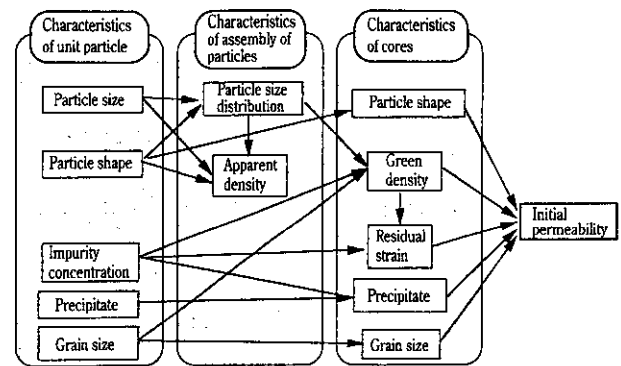 Characteristics
of unit particle
Characteristics
of assembly of
particles
Characteristics
of cores
Particle size
Particle shape
Impurity
concentration
Precipitate
Grain size
Particle size
distribution
Apparent
density
Particle shape
Green
density
Residual
strain
Precipitate
Grain size
Initial
permeability